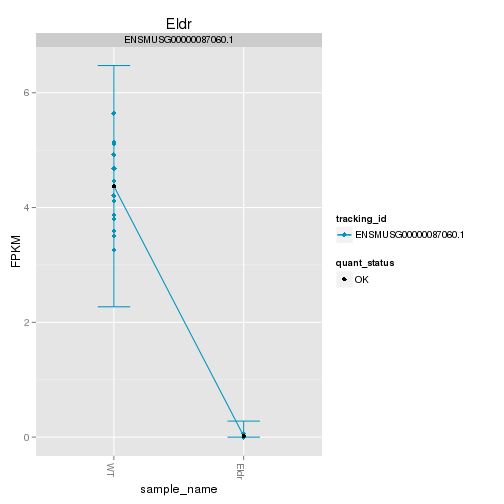 Eldr
ENSMUSG00000087060.1
6
4
2
0
FPKM
WT
Eldr
sample_name
tracking_id
ENSMUSG00000087060.1
quant_status
OK